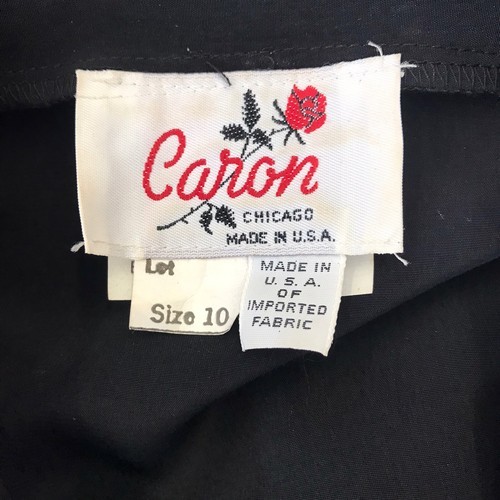 Caron
CHICAGO
MADE IN U.S.A.
Lot
Size 10
MADE IN
U. S. A.
OF
IMPORTED
FABRIC